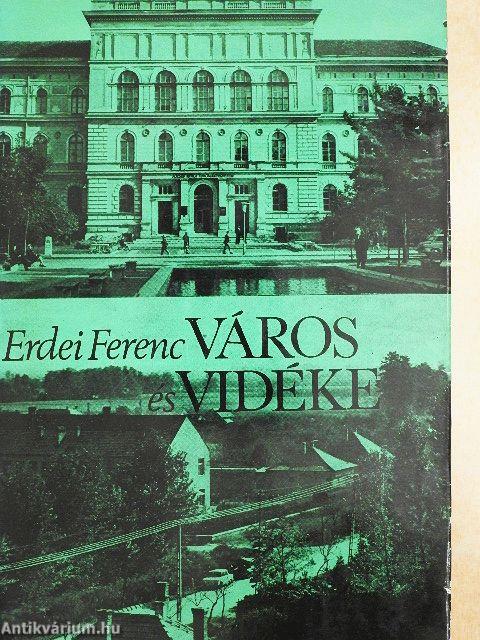 Erdei Ferenc VÁROS
és VIDÉKE
Antikvárium.hu